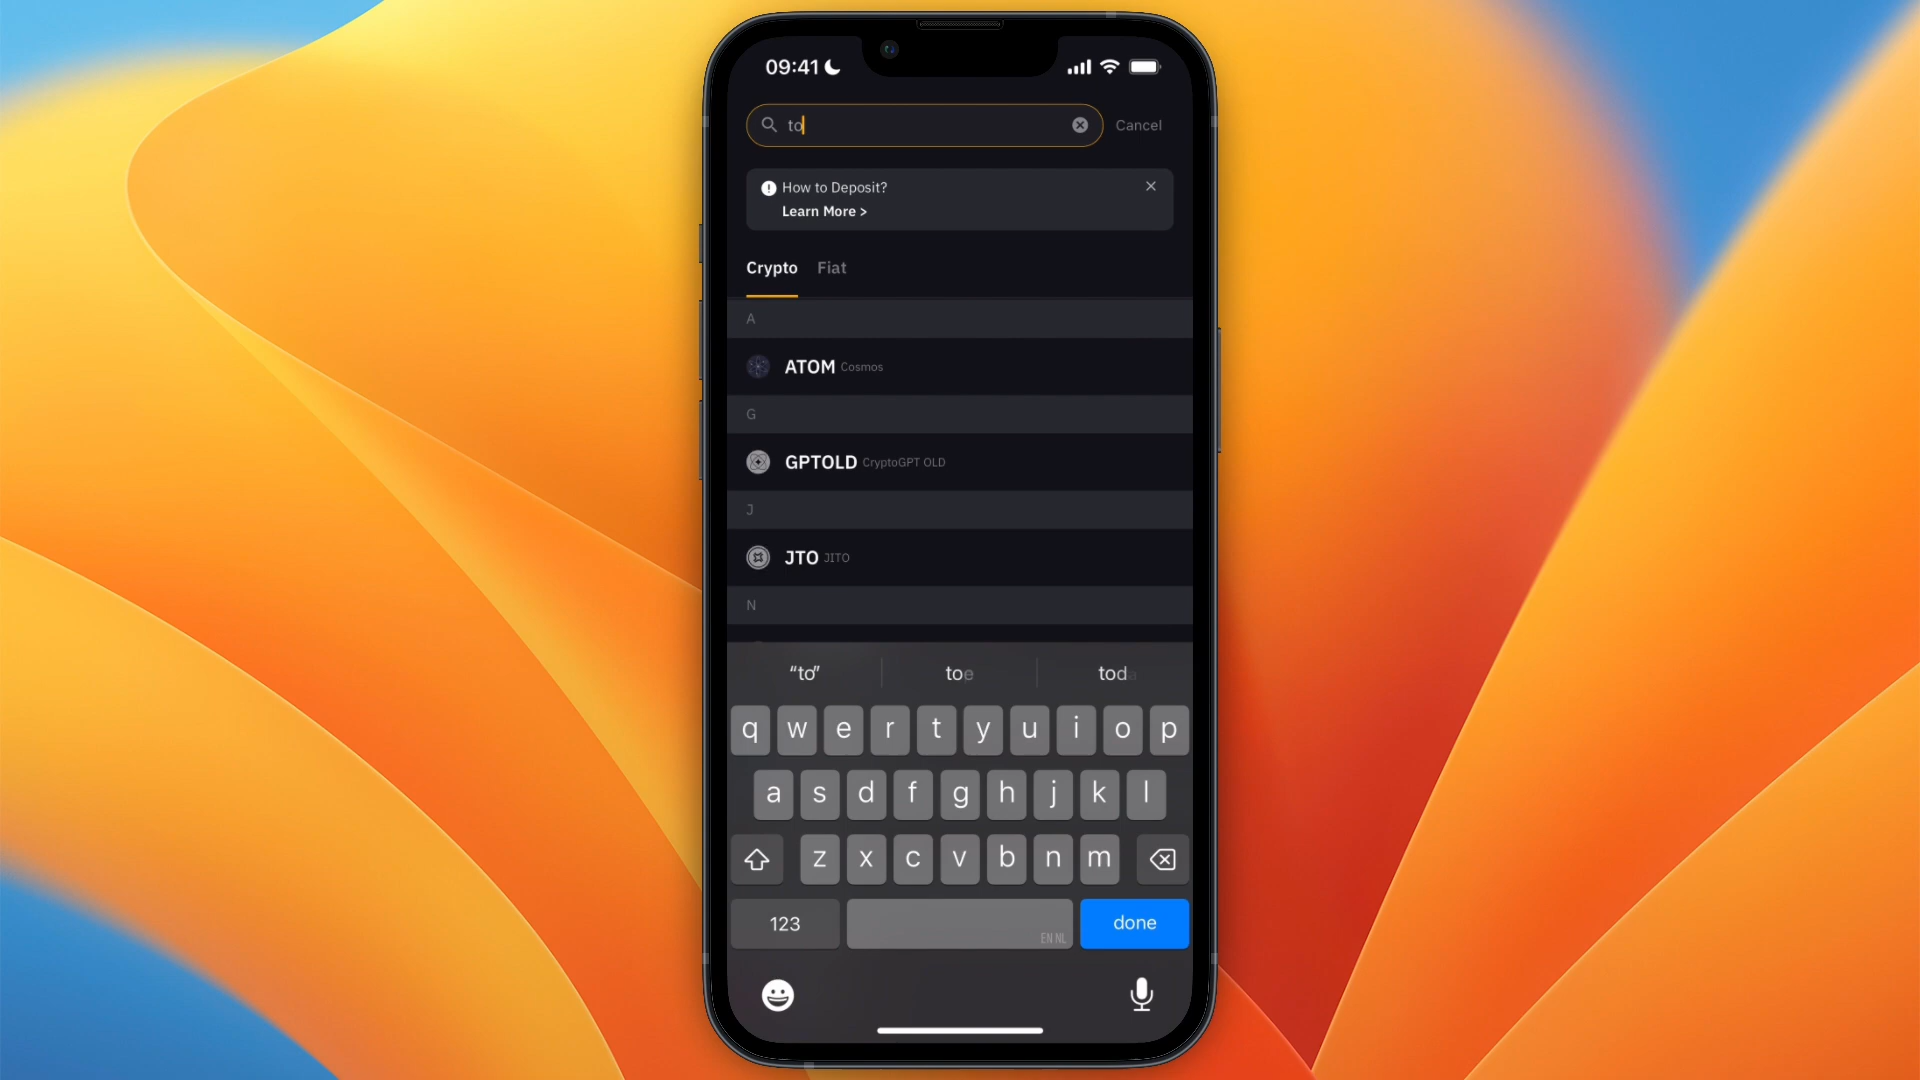 09:41
to
Cancel
How to Deposit?
Learn More >
Crypto Fiat
A
ATOM Cosmos
G
GPTOLD CryptoGPT OLD
J
JTO JITO
N
“to” toe toda
q w e r t y u i o p
a s d f g h j k l
z x c v b n m
123
EN NL
done